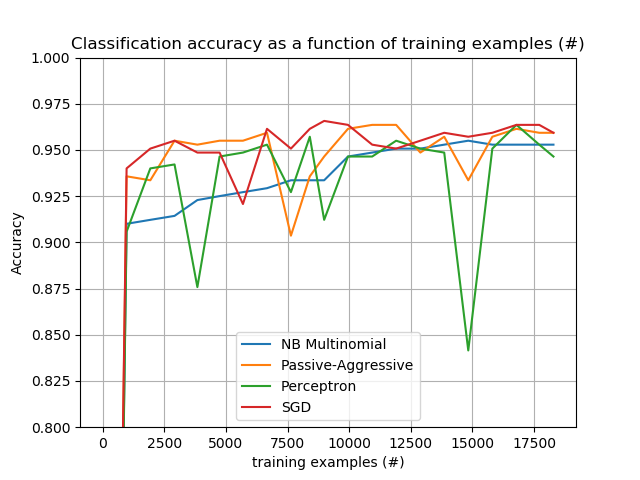 Classification accuracy as a function of training examples (#)
1.000
0.975
0.950
0.925
0.900
0.875
0.850
0.825
0.800
Accuracy
NB Multinomial
Passive-Aggressive
Perceptron
SGD
0 2500 5000 7500 10000 12500 15000 17500
training examples (#)